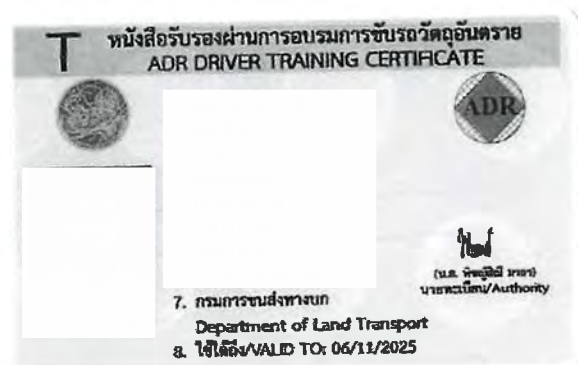 T
หนังสือรับรองผ่านการอบรมการขับรถวัตถุอันตราย
ADR DRIVER TRAINING CERTIFICATE
ADR
นายทะเบียน/Authority
7. กรมการขนส่งทางบก
Department of Land Transport
8. ใช้ได้ถึง/VALID TO: 06/11/2025